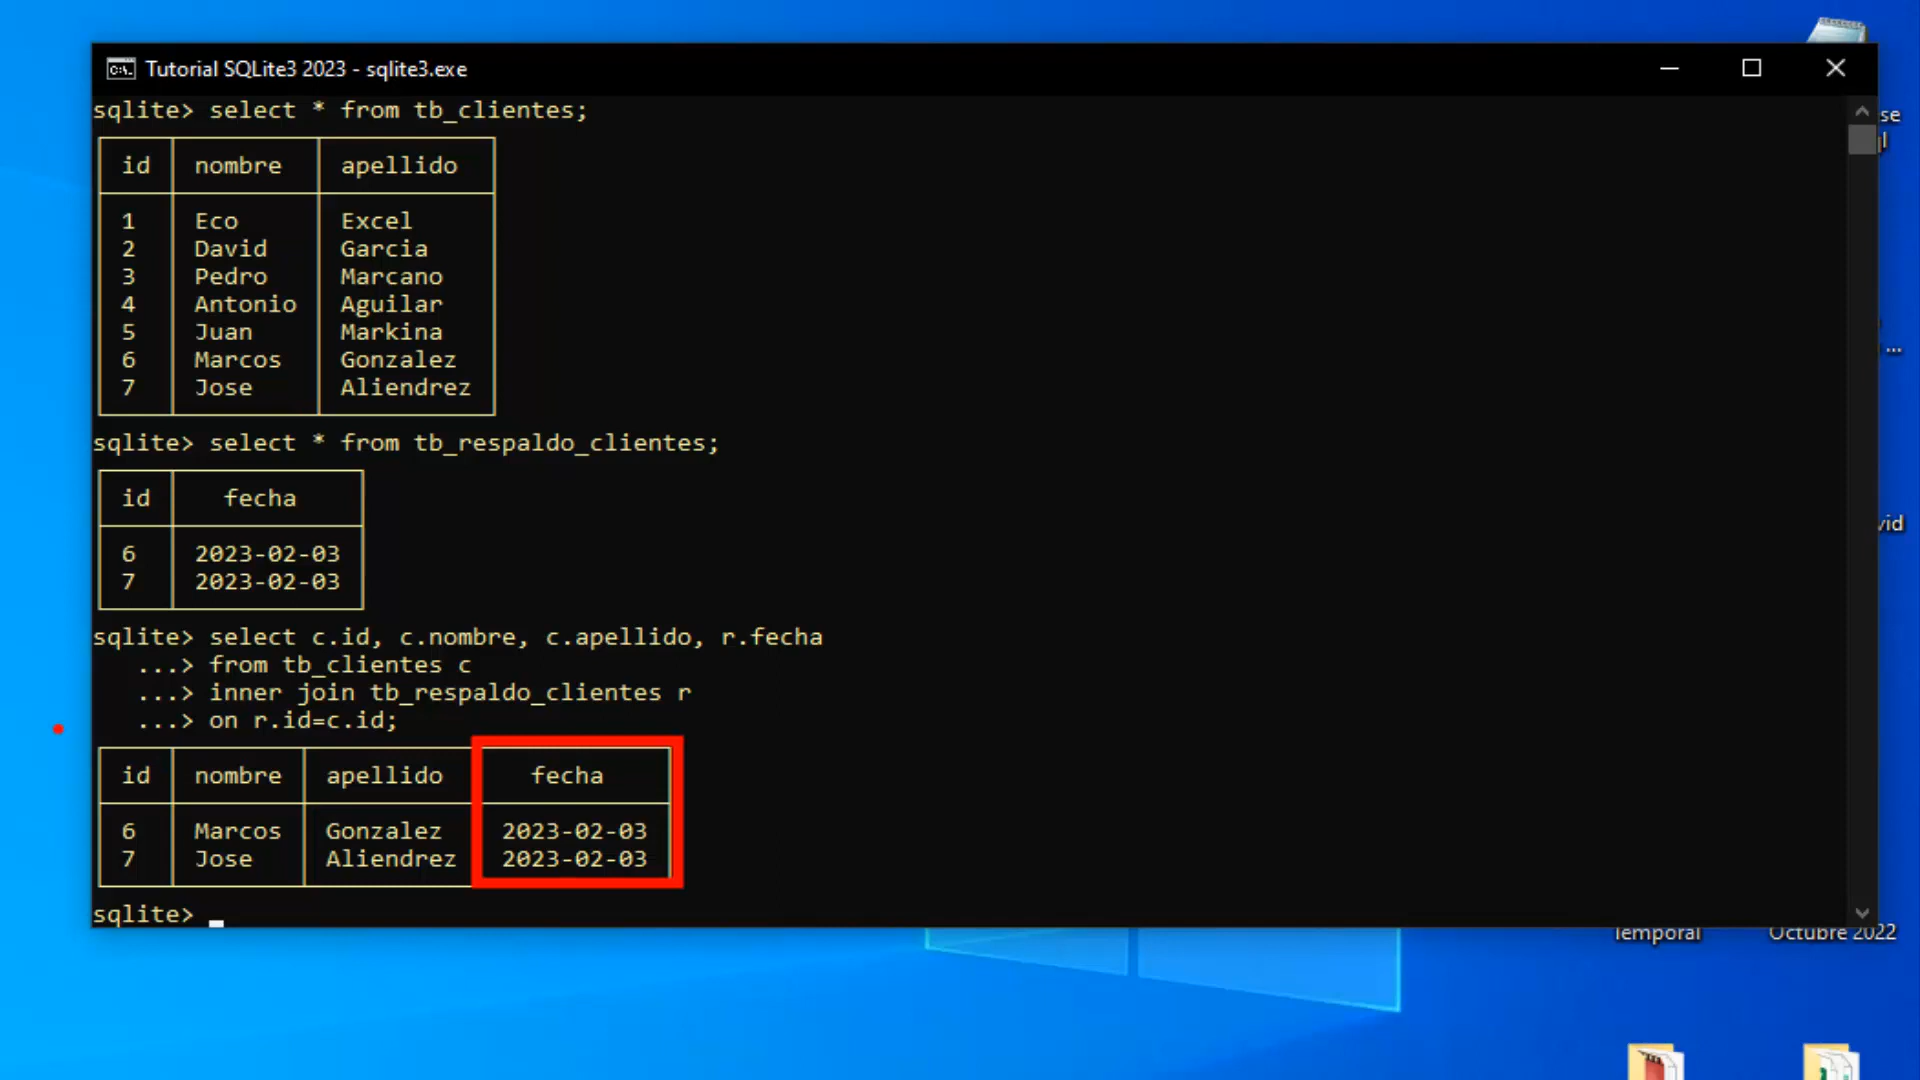 Tutorial SQLite3 2023 - sqlite3.exe
sqlite> select * from tb_clientes;
id nombre apellido
1 Eco Excel
2 David Garcia
3 Pedro Marcano
4 Antonio Aguilar
5 Juan Markina
6 Marcos Gonzalez
7 Jose Aliendrez
sqlite> select * from tb_respaldo_clientes;
id fecha
6 2023-02-03
7 2023-02-03
sqlite> select c.id, c.nombre, c.apellido, r.fecha
...> from tb_clientes c
...> inner join tb_respaldo_clientes r
...> on r.id=c.id;
id nombre apellido fecha
6 Marcos Gonzalez 2023-02-03
7 Jose Aliendrez 2023-02-03
sqlite>
se
...
vid
Temporal
Octubre 2022